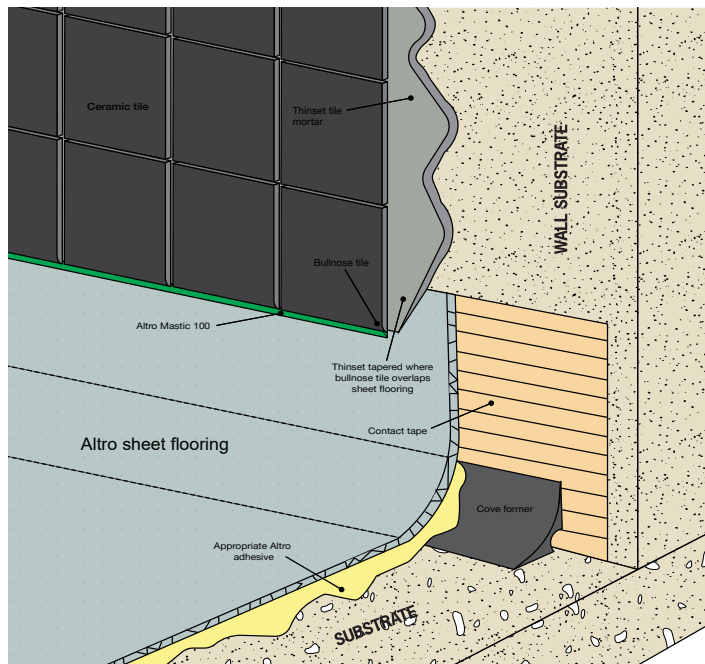 Ceramic tile
Thinset tile
mortar
WALL SUBSTRATE
Bullnose tile
Altro Mastic 100
Thinset tapered where
bullnose tile overlaps
sheet flooring
Contact tape
Altro sheet flooring
Cove former
Appropriate Altro
adhesive
SUBSTRATE